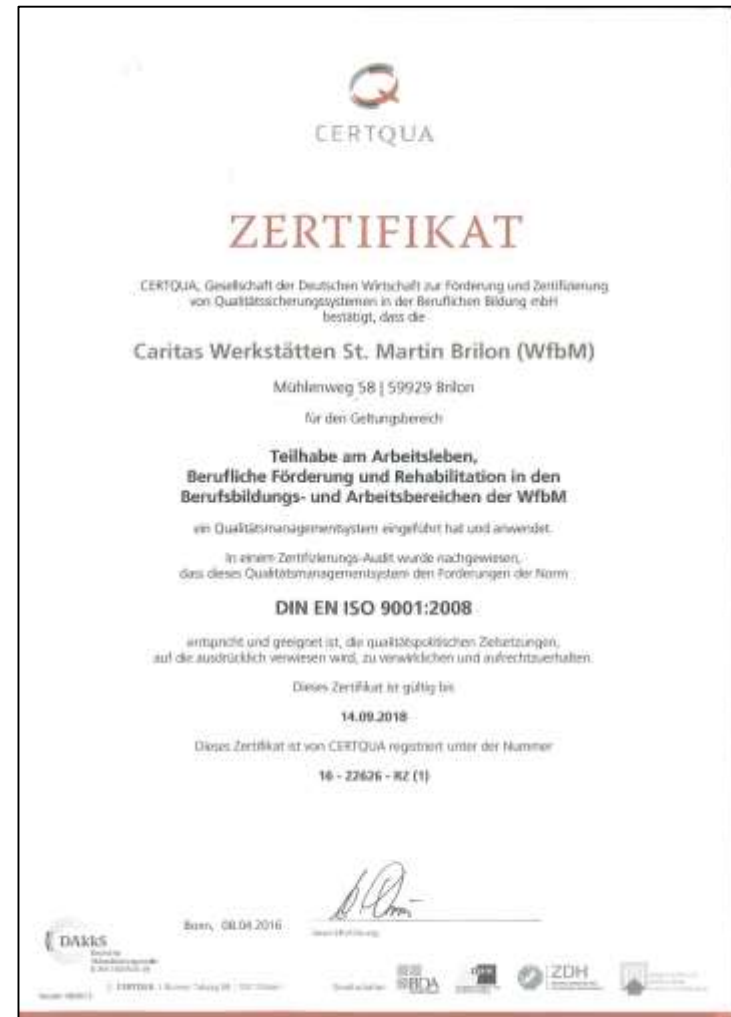 CERTQUA
ZERTIFIKAT
CERTQUA, Gesellschaft der Deutschen Wirtschaft zur Förderung und Zertifizierung
von Qualitätssicherungssystemen in der Beruflichen Bildung mbH
bestätigt, dass die
Caritas Werkstätten St. Martin Brilon (WfbM)
Mühlenweg 58 | 59929 Brilon
für den Geltungsbereich
Teilhabe am Arbeitsleben,
Berufliche Förderung und Rehabilitation in den
Berufsbildungs- und Arbeitsbereichen der WfbM
ein Qualitätsmanagementsystem eingeführt hat und anwendet.
In einem Zertifizierungs-Audit wurde nachgewiesen,
dass dieses Qualitätsmanagementsystem den Forderungen der Norm
DIN EN ISO 9001:2008
entspricht und geeignet ist, die qualitätspolitischen Zielsetzungen,
auf die ausdrücklich verwiesen wird, zu verwirklichen und aufrechtzuerhalten.
Dieses Zertifikat ist gültig bis
14.09.2018
Dieses Zertifikat ist von CERTQUA registriert unter der Nummer
16 - 22626 - RZ (1)
Bonn, 08.04.2016
DAkkS
CERTQUA
BDA
ZDH